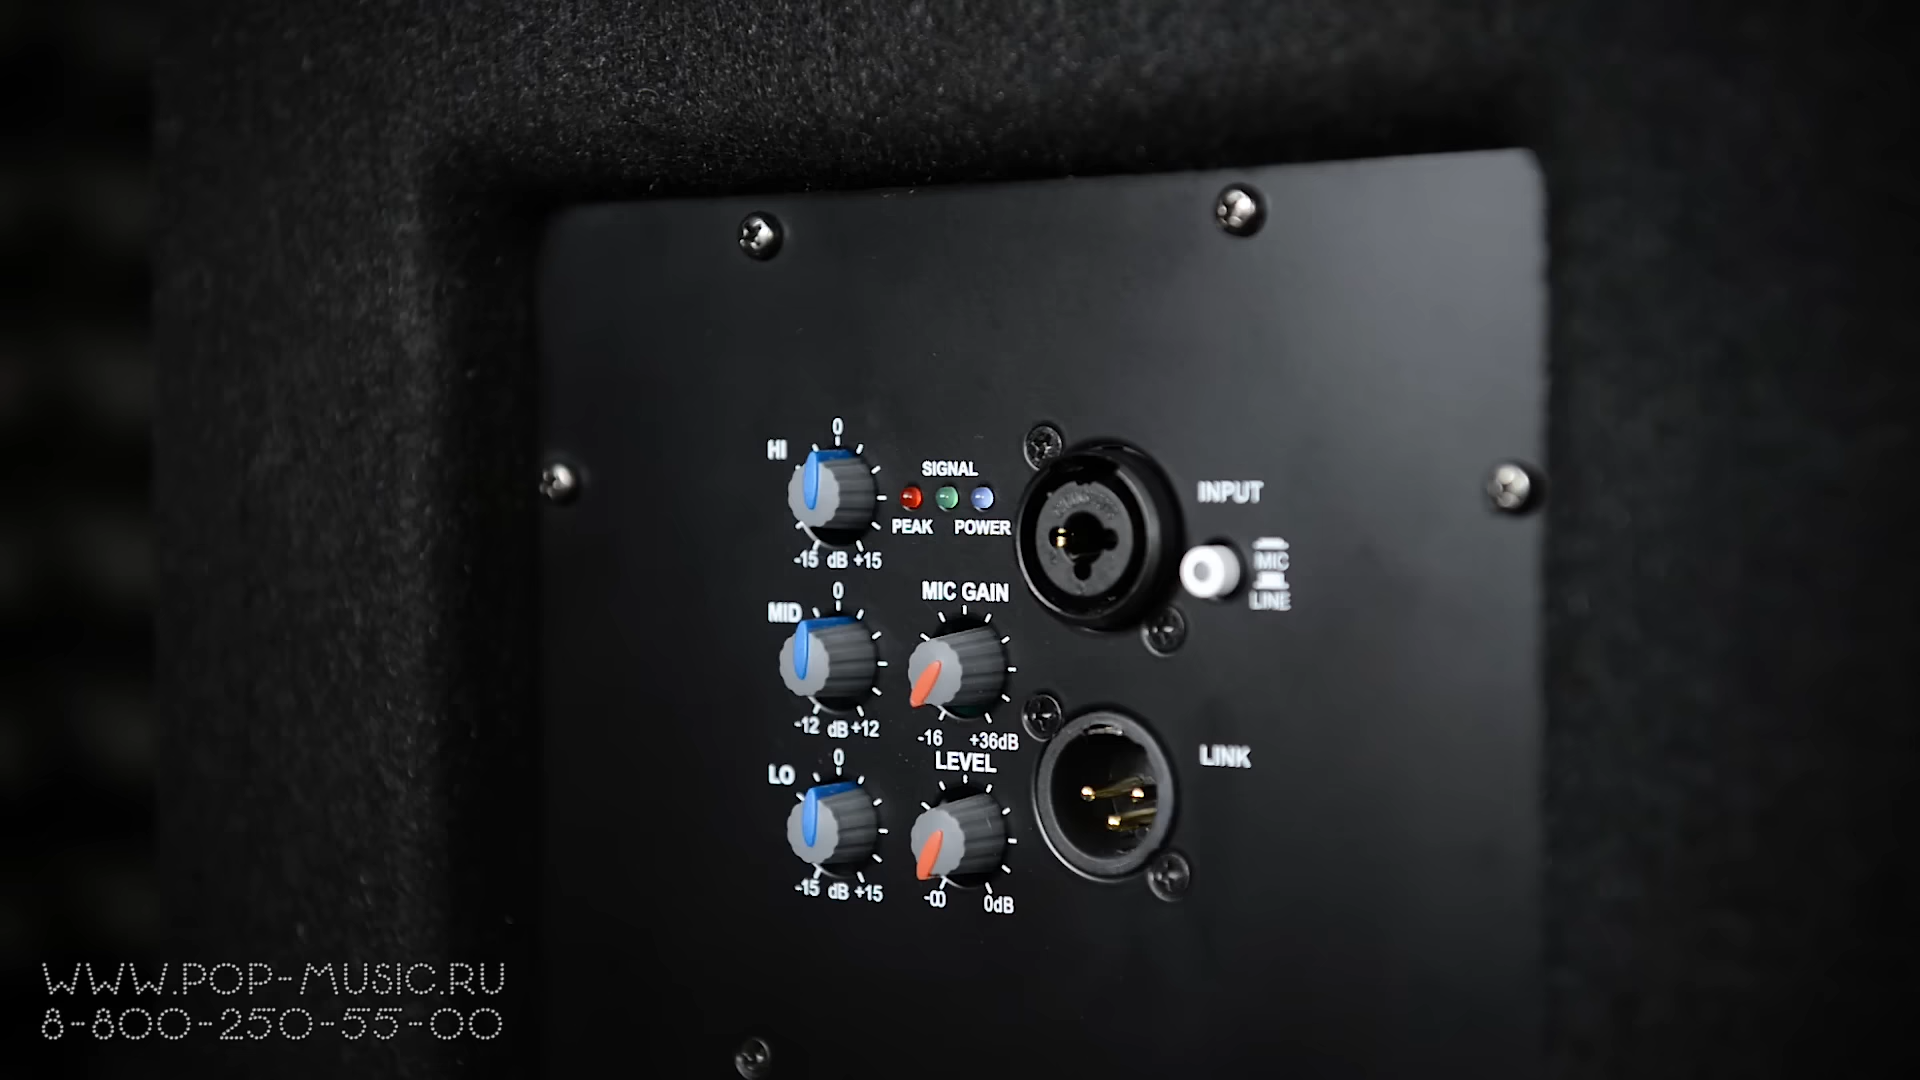 0
HI
SIGNAL
PEAK POWER
-15 dB +15
INPUT
MIC
LINE
0
MID
MIC GAIN
-12 dB +12
-16 +36dB
0
LO
LEVEL
LINK
-15 dB +15
-∞ 0dB
WWW.POP-MUSIC.RU
8-800-250-55-00